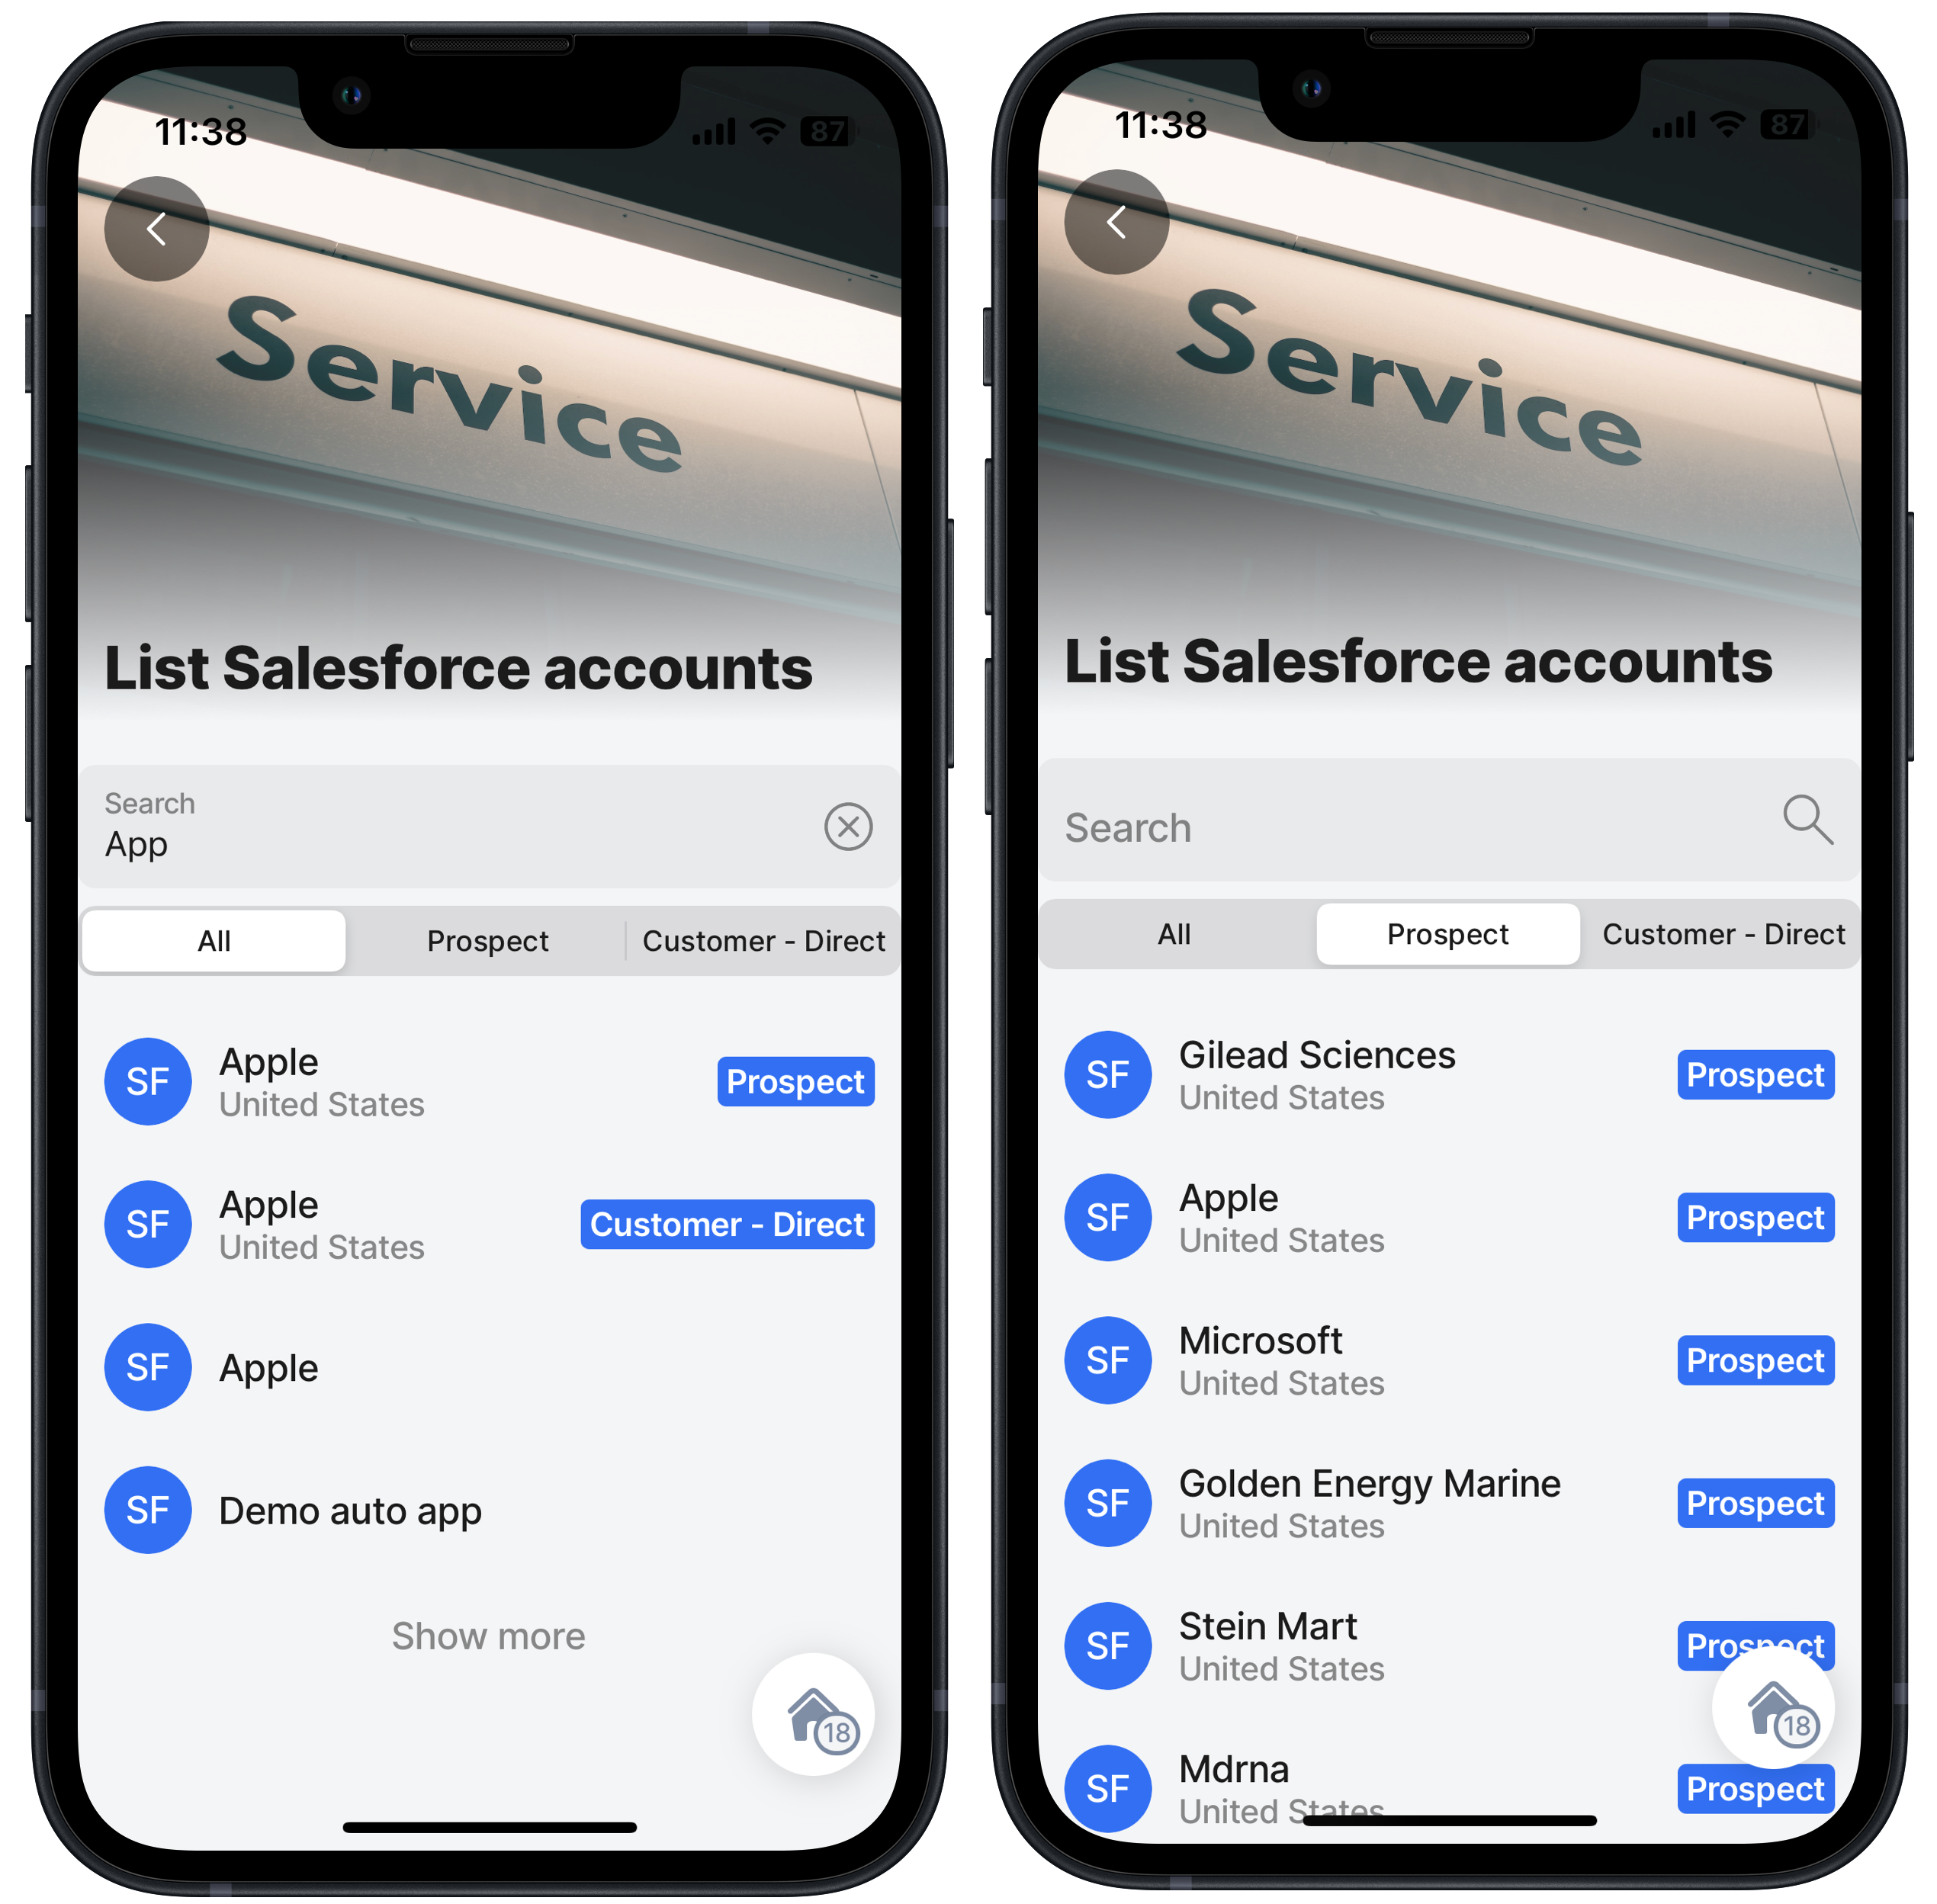 11:38
87
Service
List Salesforce accounts
Search
App
All
Prospect
Customer - Direct
SF
Apple
United States
Prospect
SF
Apple
United States
Customer - Direct
SF
Apple
SF
Demo auto app
Show more
18
11:38
87
Service
List Salesforce accounts
Search
All
Prospect
Customer - Direct
SF
Gilead Sciences
United States
Prospect
SF
Apple
United States
Prospect
SF
Microsoft
United States
Prospect
SF
Golden Energy Marine
United States
Prospect
SF
Stein Mart
United States
Prospect
18
SF
Mdrna
United States
Prospect